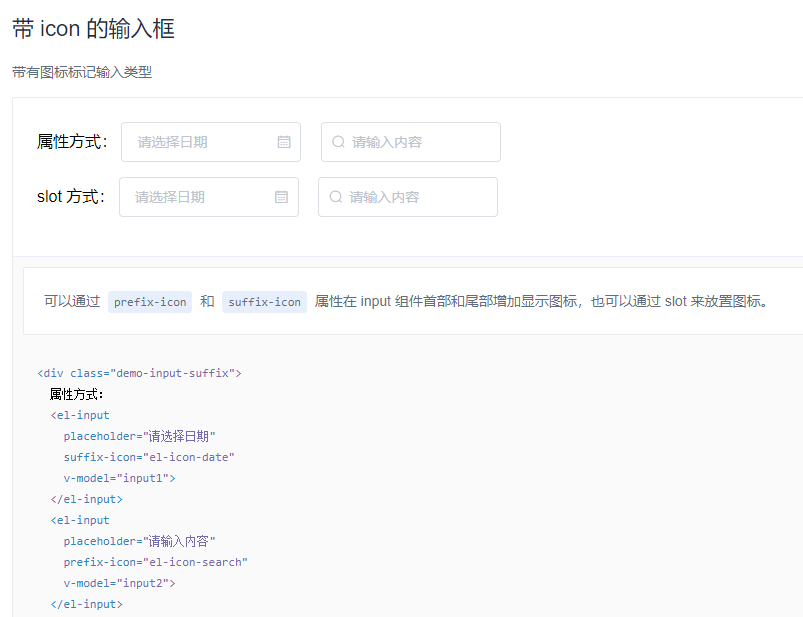 带 icon 的输入框
带有图标标记输入类型
属性方式： 请选择日期 请输入内容
slot 方式： 请选择日期 请输入内容
可以通过 prefix-icon 和 suffix-icon 属性在 input 组件首部和尾部增加显示图标，也可以通过 slot 来放置图标。
<div class="demo-input-suffix">
属性方式：
<el-input
placeholder="请选择日期"
suffix-icon="el-icon-date"
v-model="input1">
</el-input>
<el-input
placeholder="请输入内容"
prefix-icon="el-icon-search"
v-model="input2">
</el-input>